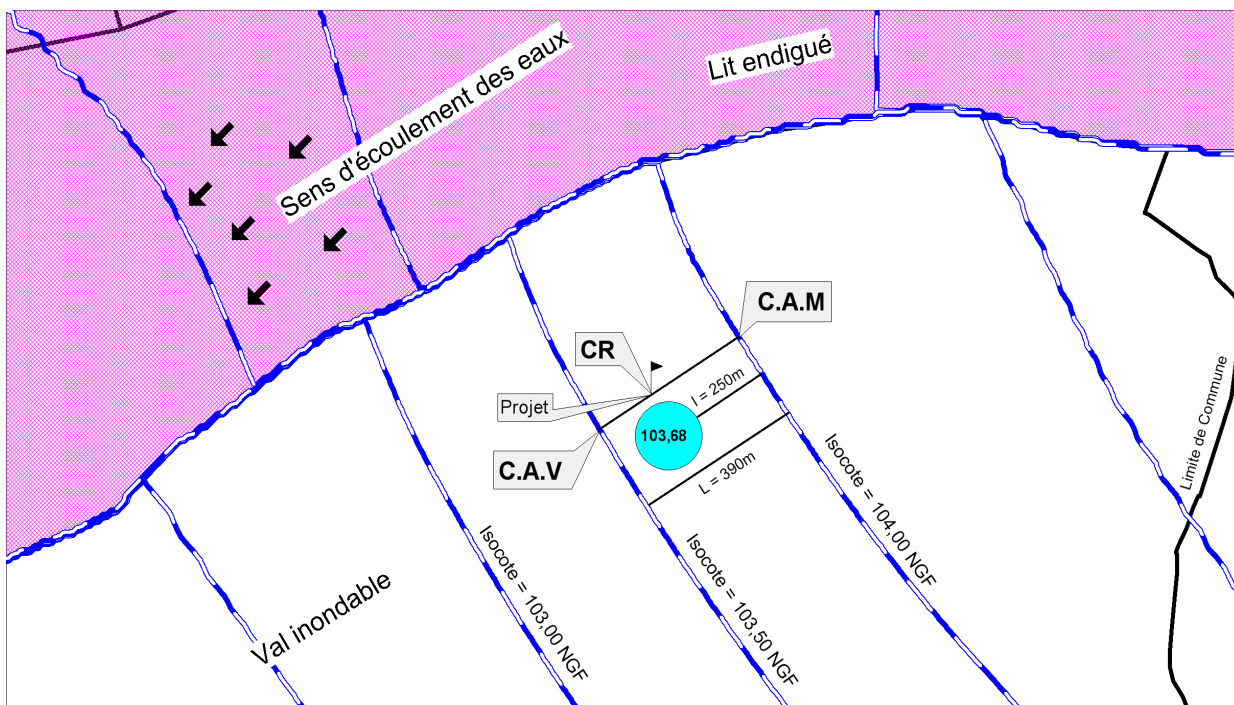 Sens d'écoulement des eaux
Lit endigué
C.A.M
CR
Projet
l = 250m
103,68
C.A.V
L = 390m
Isocote = 104,00 NGF
Isocote = 103,50 NGF
Isocote = 103,00 NGF
Val inondable
Limite de Commune